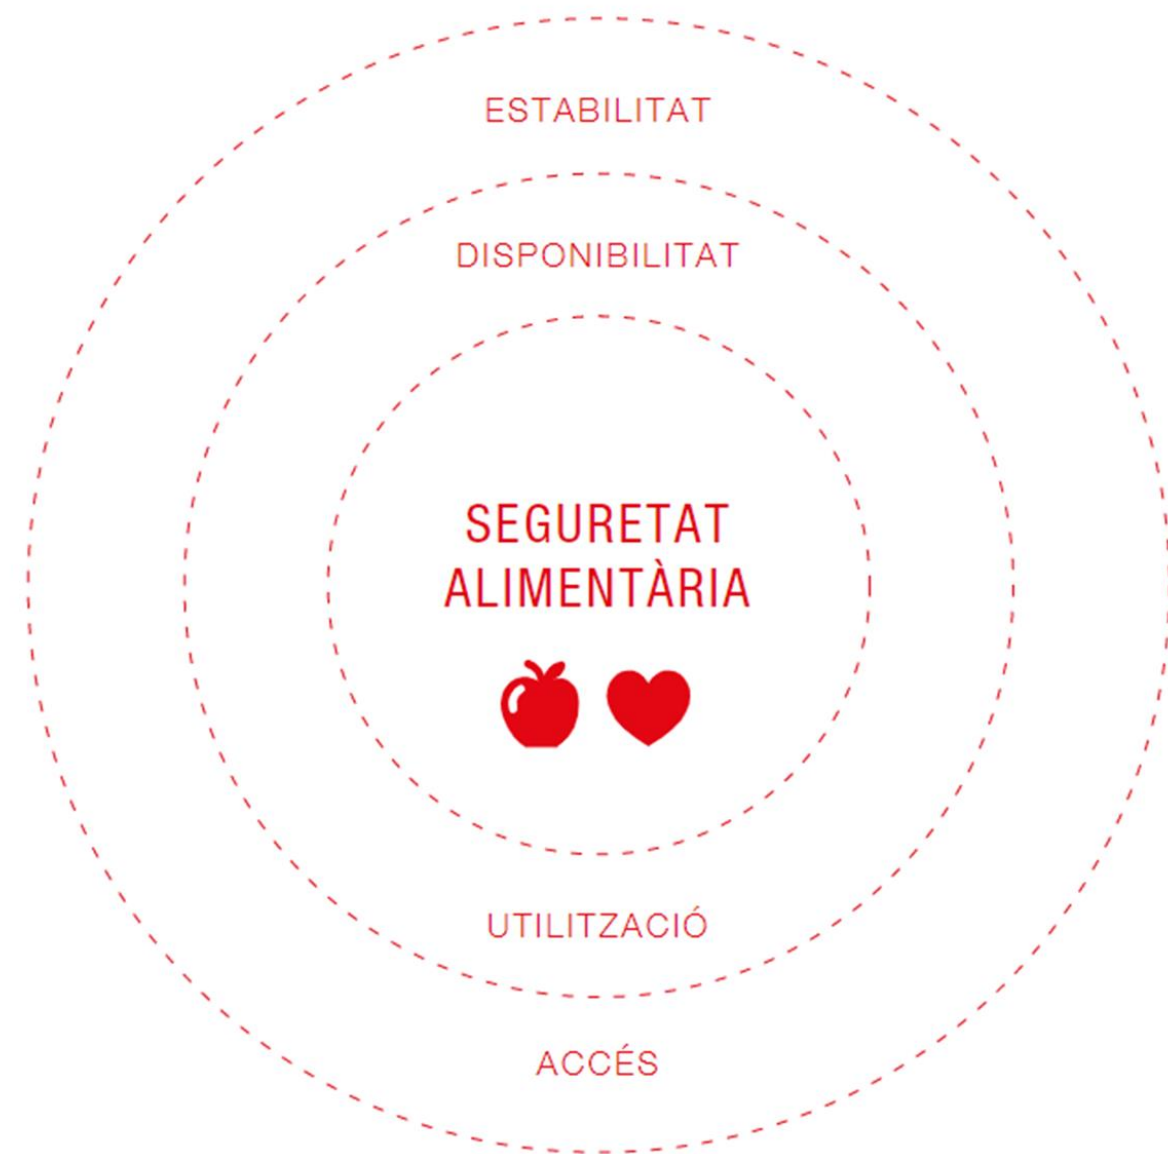 ESTABILITAT
DISPONIBILITAT
SEGURETAT
ALIMENTÀRIA
UTILITZACIÓ
ACCÉS